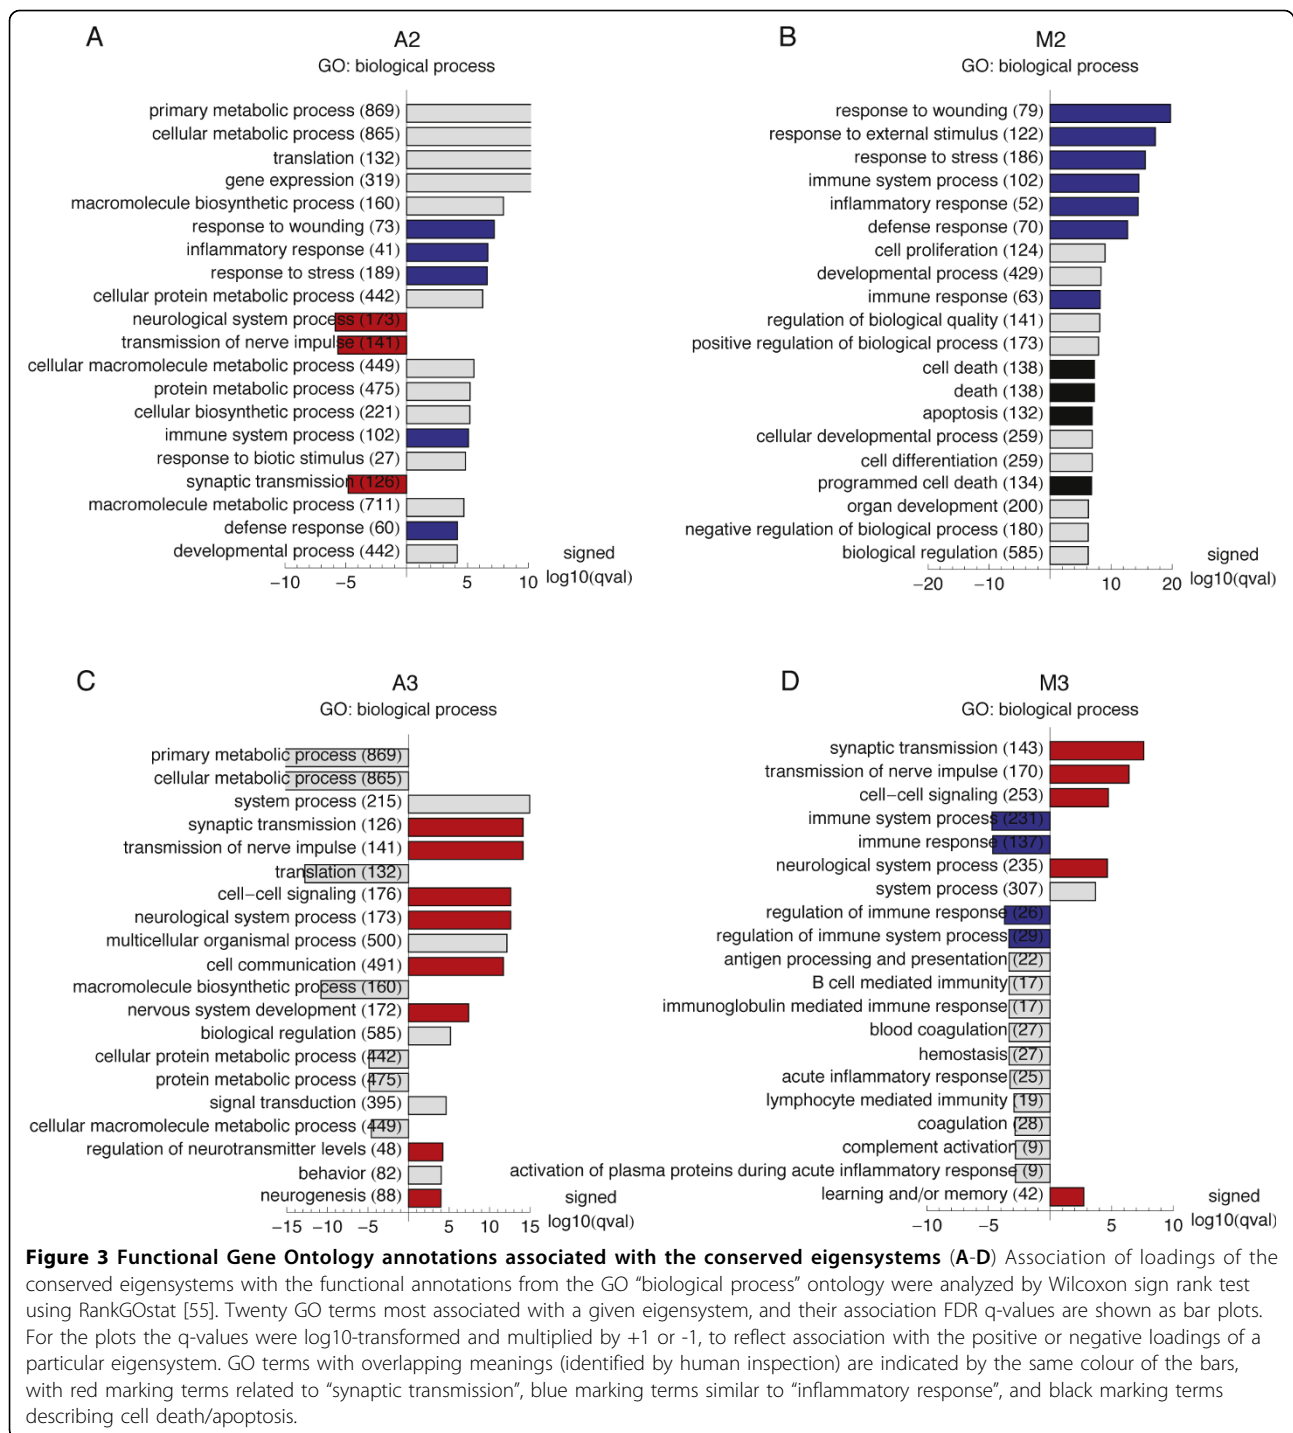 A
A2
GO: biological process
primary metabolic process (869)
cellular metabolic process (865)
translation (132)
gene expression (319)
macromolecule biosynthetic process (160)
response to wounding (73)
inflammatory response (41)
response to stress (189)
cellular protein metabolic process (442)
neurological system process (173)
transmission of nerve impulse (141)
cellular macromolecule metabolic process (449)
protein metabolic process (475)
cellular biosynthetic process (221)
immune system process (102)
response to biotic stimulus (27)
synaptic transmission (126)
macromolecule metabolic process (711)
defense response (60)
developmental process (442)
−10 −5 5 10
signed
log10(qval)
B
M2
GO: biological process
response to wounding (79)
response to external stimulus (122)
response to stress (186)
immune system process (102)
inflammatory response (52)
defense response (70)
cell proliferation (124)
developmental process (429)
immune response (63)
regulation of biological quality (141)
positive regulation of biological process (173)
cell death (138)
death (138)
apoptosis (132)
cellular developmental process (259)
cell differentiation (259)
programmed cell death (134)
organ development (200)
negative regulation of biological process (180)
biological regulation (585)
−20 −10 10 20
signed
log10(qval)
C
A3
GO: biological process
primary metabolic process (869)
cellular metabolic process (865)
system process (215)
synaptic transmission (126)
transmission of nerve impulse (141)
translation (132)
cell−cell signaling (176)
neurological system process (173)
multicellular organismal process (500)
cell communication (491)
macromolecule biosynthetic process (160)
nervous system development (172)
biological regulation (585)
cellular protein metabolic process (442)
protein metabolic process (475)
signal transduction (395)
cellular macromolecule metabolic process (449)
regulation of neurotransmitter levels (48)
behavior (82)
neurogenesis (88)
−15 −10 −5 5 10 15
signed
log10(qval)
D
M3
GO: biological process
synaptic transmission (143)
transmission of nerve impulse (170)
cell−cell signaling (253)
immune system process (231)
immune response (137)
neurological system process (235)
system process (307)
regulation of immune response (26)
regulation of immune system process (29)
antigen processing and presentation (22)
B cell mediated immunity (17)
immunoglobulin mediated immune response (17)
blood coagulation (27)
hemostasis (27)
acute inflammatory response (25)
lymphocyte mediated immunity (19)
coagulation (28)
complement activation (9)
activation of plasma proteins during acute inflammatory response (9)
learning and/or memory (42)
−10 −5 5 10
signed
log10(qval)
Figure 3 Functional Gene Ontology annotations associated with the conserved eigensystems (A-D) Association of loadings of the
conserved eigensystems with the functional annotations from the GO “biological process” ontology were analyzed by Wilcoxon sign rank test
using RankGOstat [55]. Twenty GO terms most associated with a given eigensystem, and their association FDR q-values are shown as bar plots.
For the plots the q-values were log10-transformed and multiplied by +1 or -1, to reflect association with the positive or negative loadings of a
particular eigensystem. GO terms with overlapping meanings (identified by human inspection) are indicated by the same colour of the bars,
with red marking terms related to “synaptic transmission”, blue marking terms similar to “inflammatory response”, and black marking terms
describing cell death/apoptosis.